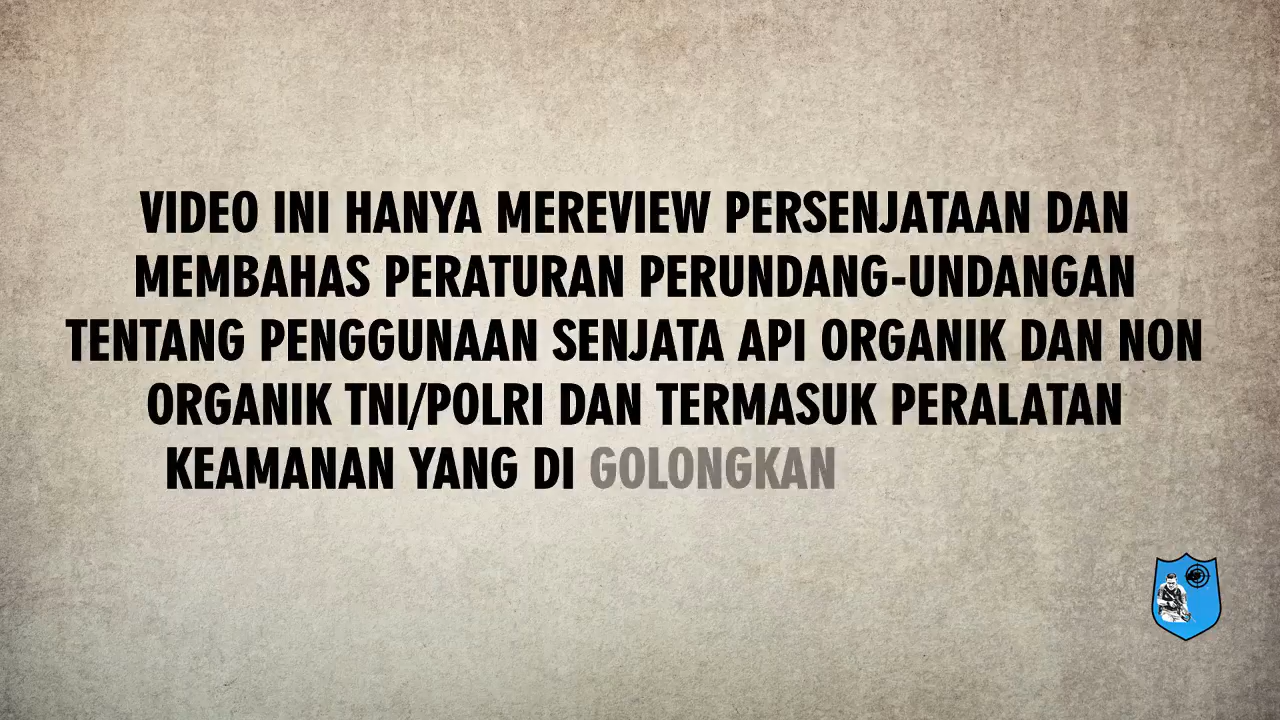 VIDEO INI HANYA MEREVIEW PERSENJATAAN DAN
MEMBAHAS PERATURAN PERUNDANG-UNDANGAN
TENTANG PENGGUNAAN SENJATA API ORGANIK DAN NON
ORGANIK TNI/POLRI DAN TERMASUK PERALATAN
KEAMANAN YANG DI GOLONGKAN